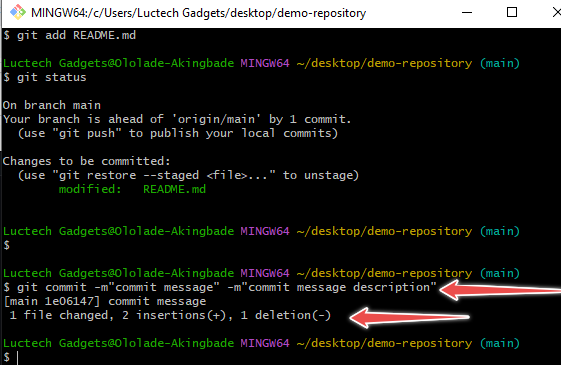 MINGW64:/c/Users/Luctech Gadgets/desktop/demo-repository
$ git add README.md
Luctech Gadgets@Ololade-Akingbade MINGW64 ~/desktop/demo-repository (main)
$ git status
On branch main
Your branch is ahead of 'origin/main' by 1 commit.
(use "git push" to publish your local commits)
Changes to be committed:
(use "git restore --staged <file>..." to unstage)
modified: README.md
Luctech Gadgets@Ololade-Akingbade MINGW64 ~/desktop/demo-repository (main)
$
Luctech Gadgets@Ololade-Akingbade MINGW64 ~/desktop/demo-repository (main)
$ git commit -m"commit message" -m"commit message description"
[main 1e06147] commit message
1 file changed, 2 insertions(+), 1 deletion(-)
Luctech Gadgets@Ololade-Akingbade MINGW64 ~/desktop/demo-repository (main)
$